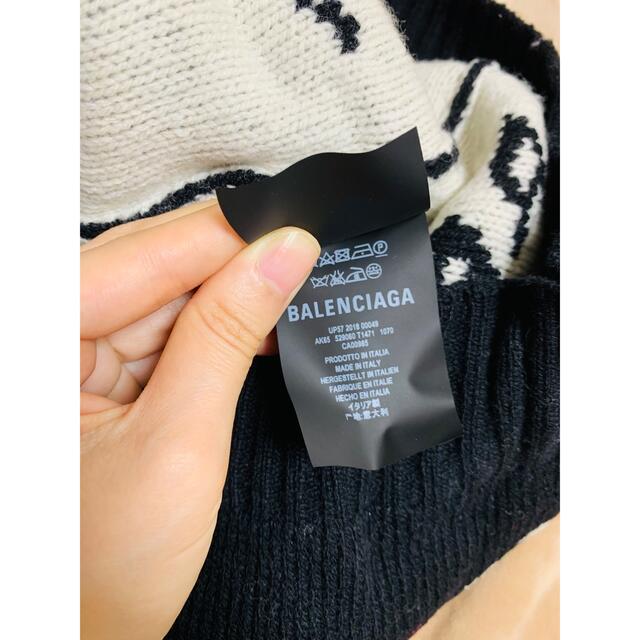 BALENCIAGA
UP57 2018 00049
AK65 529060 T1471 1070
CA00985
PRODOTTO IN ITALIA
MADE IN ITALY
HERGESTELLT IN ITALIEN
FABRIQUE EN ITALIE
HECHO EN ITALIA
イタリア製
产地:意大利